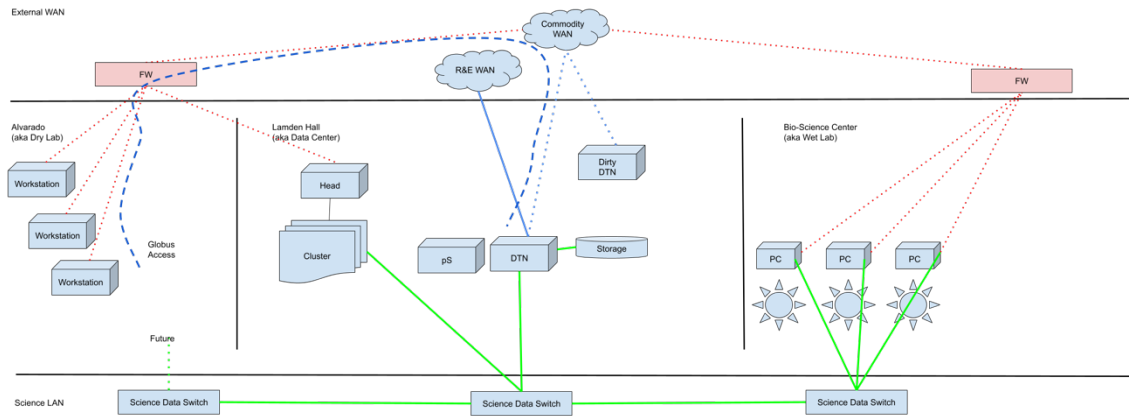 External WAN
Commodity
WAN
R&E WAN
FW
FW
Alvarado
(aka Dry Lab)
Lamden Hall
(aka Data Center)
Bio-Science Center
(aka Wet Lab)
Dirty
DTN
Workstation
Head
Workstation
Globus
Access
Cluster
pS
DTN
Storage
PC
PC
PC
Workstation
Future
Science LAN
Science Data Switch
Science Data Switch
Science Data Switch